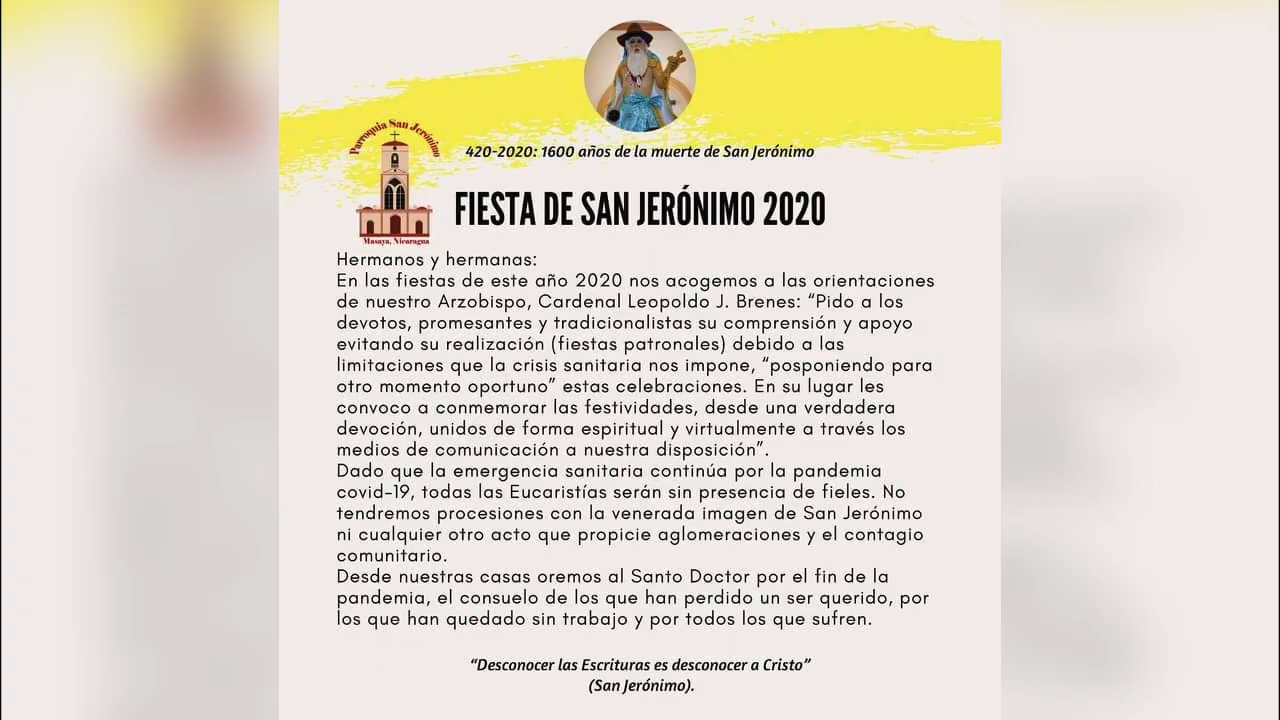 Parroquia San Jerónimo
Masaya, Nicaragua
420-2020: 1600 años de la muerte de San Jerónimo
FIESTA DE SAN JERÓNIMO 2020
Hermanos y hermanas:
En las fiestas de este año 2020 nos acogemos a las orientaciones
de nuestro Arzobispo, Cardenal Leopoldo J. Brenes: “Pido a los
devotos, promesantes y tradicionalistas su comprensión y apoyo
evitando su realización (fiestas patronales) debido a las
limitaciones que la crisis sanitaria nos impone, “posponiendo para
otro momento oportuno” estas celebraciones. En su lugar les
convoco a conmemorar las festividades, desde una verdadera
devoción, unidos de forma espiritual y virtualmente a través los
medios de comunicación a nuestra disposición”.
Dado que la emergencia sanitaria continúa por la pandemia
covid-19, todas las Eucaristías serán sin presencia de fieles. No
tendremos procesiones con la venerada imagen de San Jerónimo
ni cualquier otro acto que propicie aglomeraciones y el contagio
comunitario.
Desde nuestras casas oremos al Santo Doctor por el fin de la
pandemia, el consuelo de los que han perdido un ser querido, por
los que han quedado sin trabajo y por todos los que sufren.
“Desconocer las Escrituras es desconocer a Cristo”
(San Jerónimo).